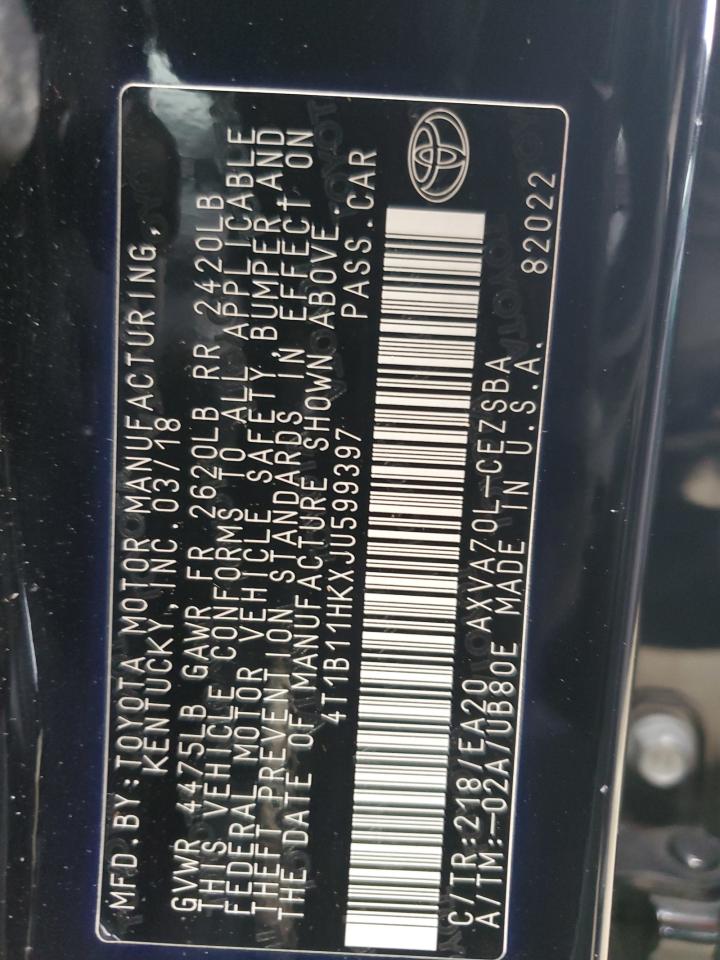 MFD.BY:TOYOTA MOTOR MANUFACTURING,
KENTUCKY, INC. 03/18
GVWR 4475LB GAWR FR 2620LB RR 2420LB
THIS VEHICLE CONFORMS TO ALL APPLICABLE
FEDERAL MOTOR VEHICLE SAFETY, BUMPER AND
THEFT PREVENTION STANDARDS IN EFFECT ON
THE DATE OF MANUFACTURE SHOWN ABOVE.
4T1B11HKXJU599397 PASS.CAR
C/TR:218/EA20 AXVA70L-CEZSBA
A/TM:-02A/UB80E MADE IN U.S.A. 82022